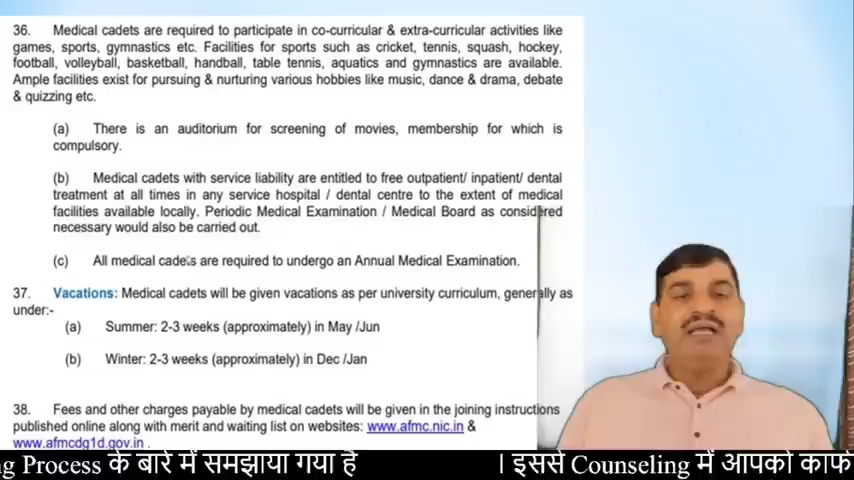 36. Medical cadets are required to participate in co-curricular & extra-curricular activities like
games, sports, gymnastics etc. Facilities for sports such as cricket, tennis, squash, hockey,
football, volleyball, basketball, handball, table tennis, aquatics and gymnastics are available.
Ample facilities exist for pursuing & nurturing various hobbies like music, dance & drama, debate
& quizzing etc.
(a) There is an auditorium for screening of movies, membership for which is
compulsory.
(b) Medical cadets with service liability are entitled to free outpatient/ inpatient/ dental
treatment at all times in any service hospital / dental centre to the extent of medical
facilities available locally. Periodic Medical Examination / Medical Board as considered
necessary would also be carried out.
(c) All medical cadets are required to undergo an Annual Medical Examination.
37. Vacations: Medical cadets will be given vacations as per university curriculum, generally as
under:-
(a) Summer: 2-3 weeks (approximately) in May /Jun
(b) Winter: 2-3 weeks (approximately) in Dec /Jan
38. Fees and other charges payable by medical cadets will be given in the joining instructions
published online along with merit and waiting list on websites: www.afmc.nic.in &
www.afmcdg1d.gov.in .
ng Process के बारे में समझाया गया है । इससे Counseling में आपको काफ